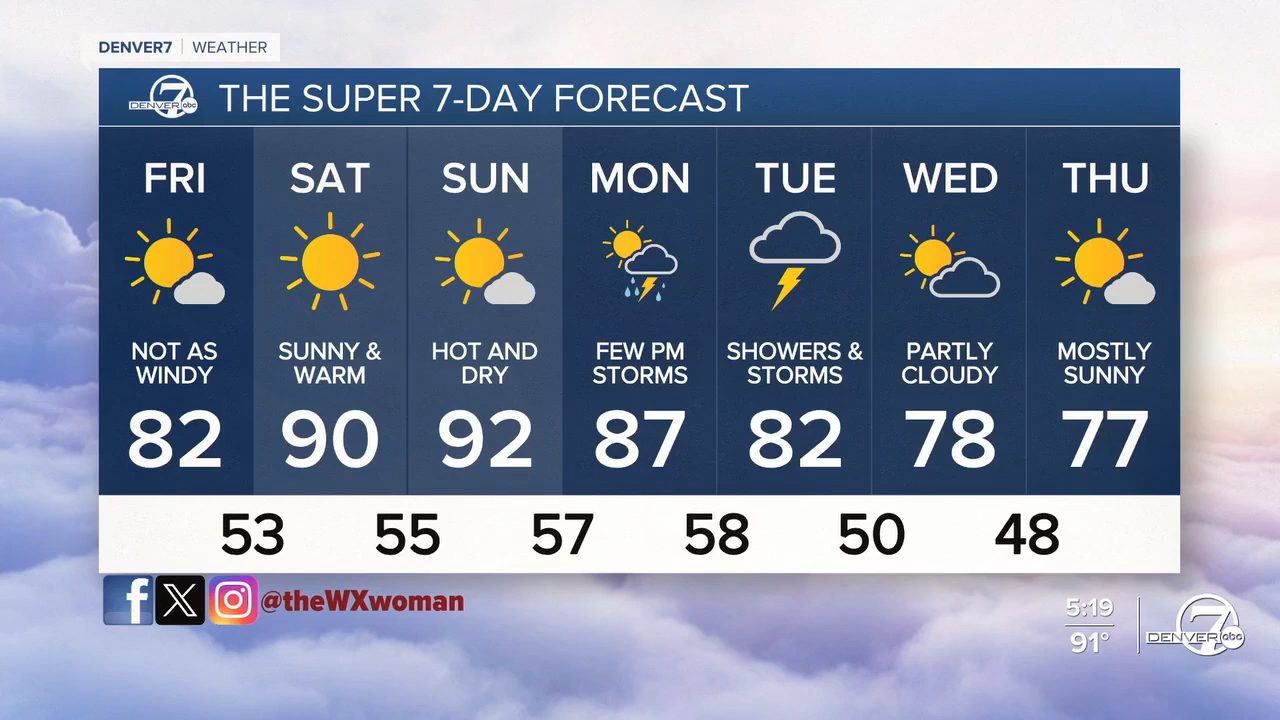 DENVER7 | WEATHER
7 DENVER abc THE SUPER 7-DAY FORECAST
FRI SAT SUN MON TUE WED THU
NOT AS WINDY
SUNNY & WARM
HOT AND DRY
FEW PM STORMS
SHOWERS & STORMS
PARTLY CLOUDY
MOSTLY SUNNY
82 90 92 87 82 78 77
53 55 57 58 50 48
f X @theWXwoman
5:19
91°
7 DENVER abc